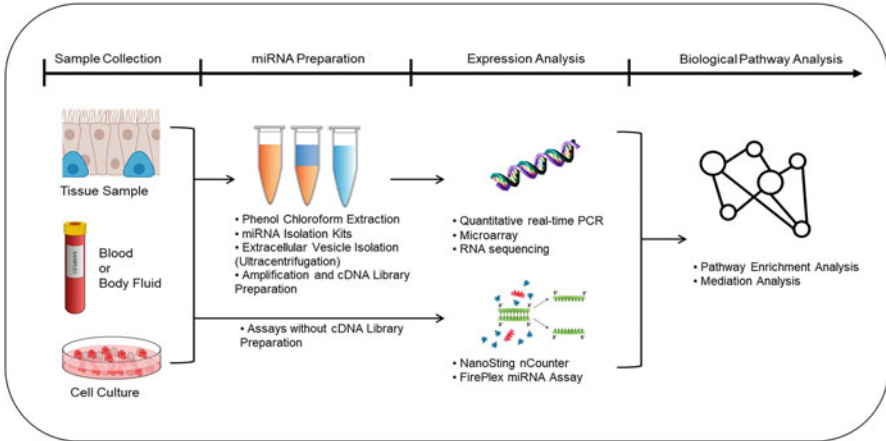 Sample Collection
miRNA Preparation
Expression Analysis
Biological Pathway Analysis
Tissue Sample
Blood
or
Body Fluid
SAMPLES
Cell Culture
• Phenol Chloroform Extraction
• miRNA Isolation Kits
• Extracellular Vesicle Isolation
(Ultracentrifugation)
• Amplification and cDNA Library
Preparation
• Assays without cDNA Library
Preparation
• Quantitative real-time PCR
• Microarray
• RNA sequencing
• NanoSting nCounter
• FirePlex miRNA Assay
• Pathway Enrichment Analysis
• Mediation Analysis